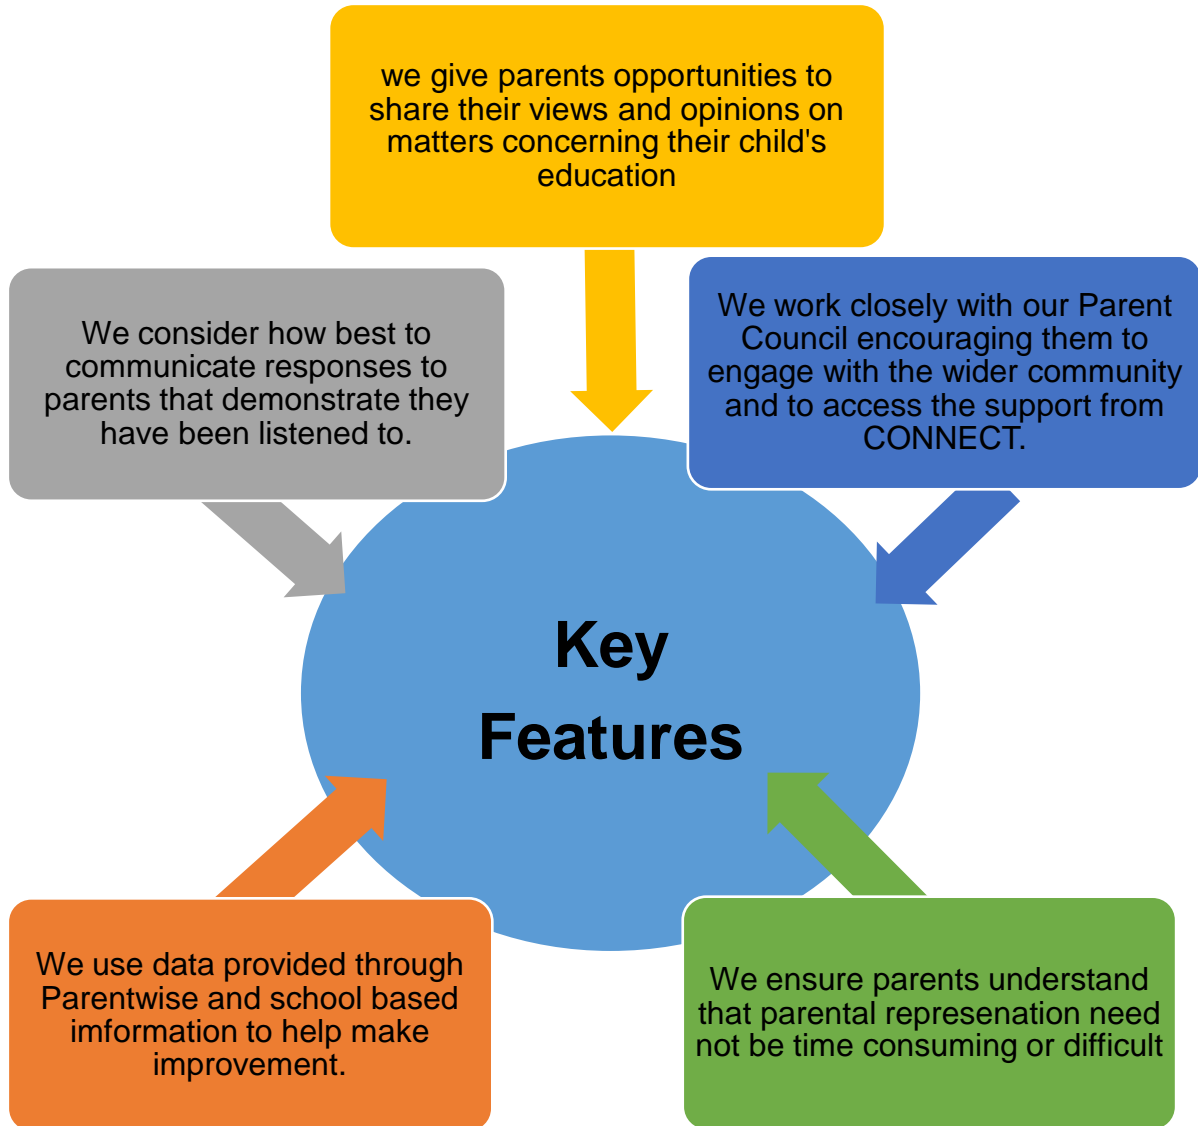 we give parents opportunities to
share their views and opinions on
matters concerning their child's
education
We consider how best to
communicate responses to
parents that demonstrate they
have been listened to.
We work closely with our Parent
Council encouraging them to
engage with the wider community
and to access the support from
CONNECT.
Key
Features
We use data provided through
Parentwise and school based
imformation to help make
improvement.
We ensure parents understand
that parental represenation need
not be time consuming or difficult